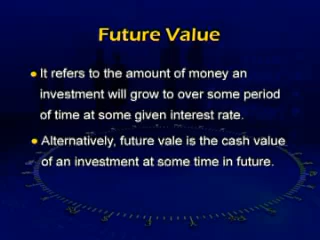 Future Value
• It refers to the amount of money an
investment will grow to over some period
of time at some given interest rate.
• Alternatively, future vale is the cash value
of an investment at some time in future.